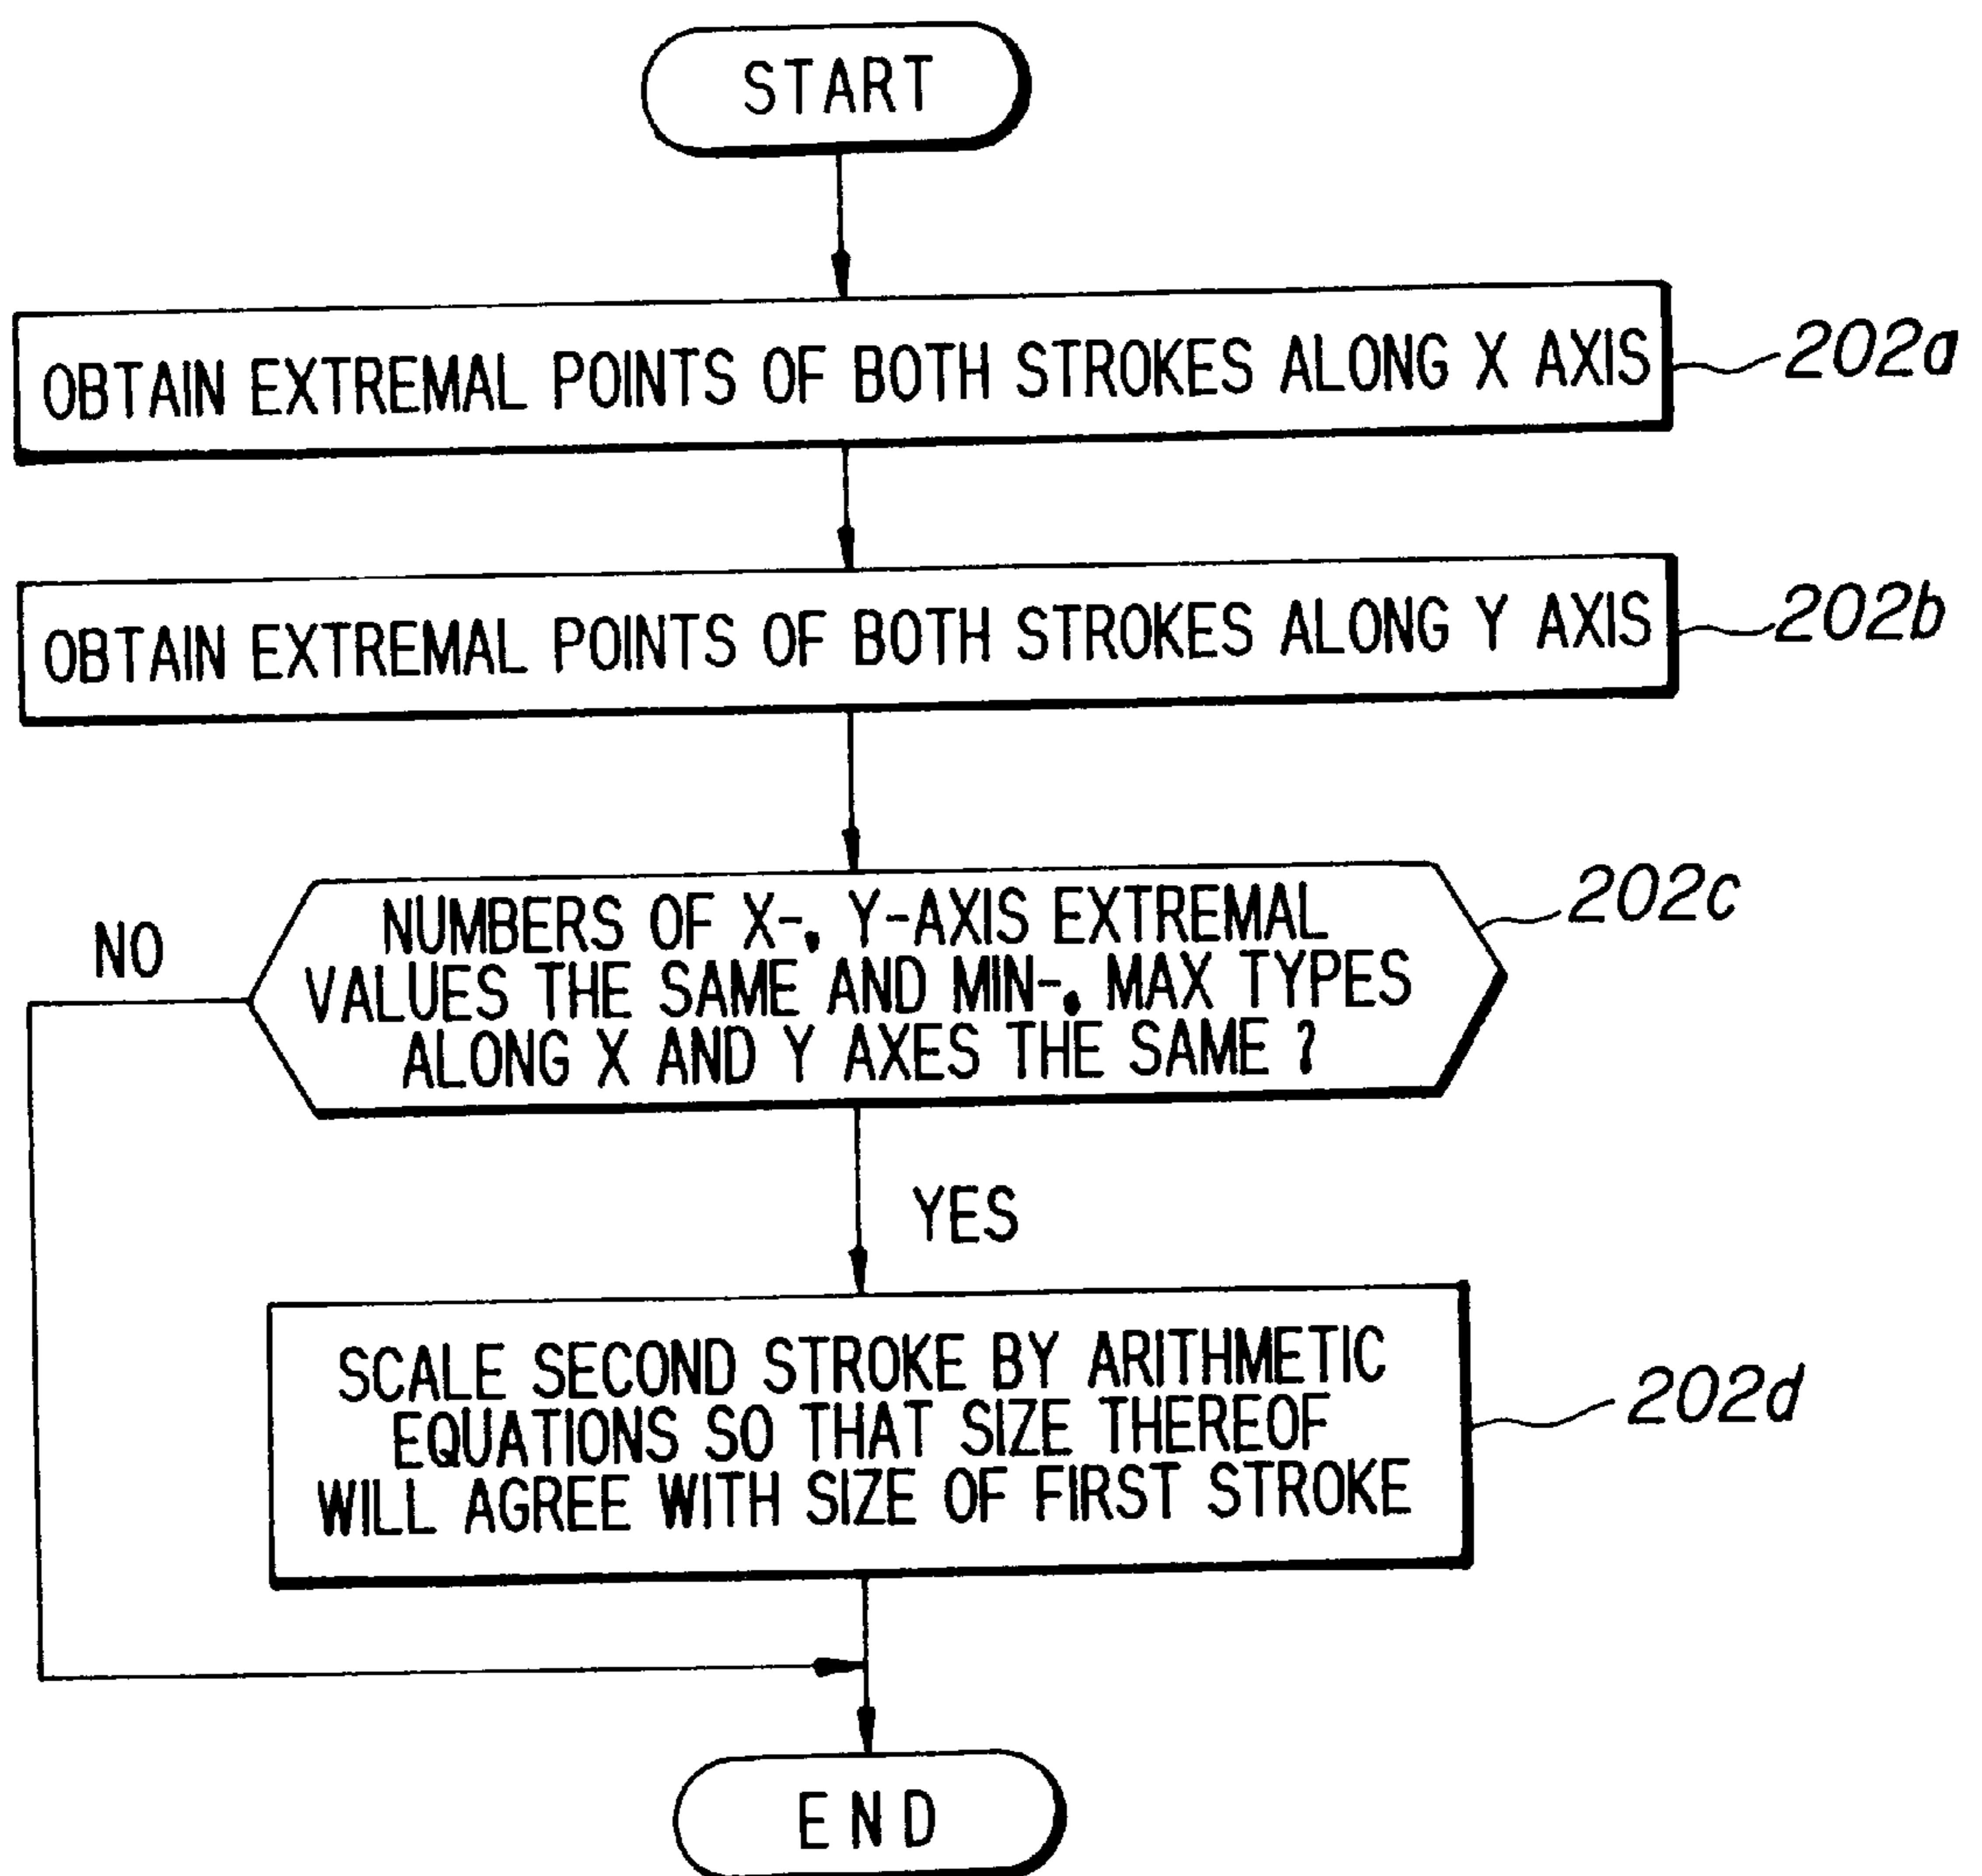 START
OBTAIN EXTREMAL POINTS OF BOTH STROKES ALONG X AXIS
202a
OBTAIN EXTREMAL POINTS OF BOTH STROKES ALONG Y AXIS
202b
NUMBERS OF X-, Y-AXIS EXTREMAL
VALUES THE SAME AND MIN-, MAX TYPES
ALONG X AND Y AXES THE SAME ?
202c
NO
YES
SCALE SECOND STROKE BY ARITHMETIC
EQUATIONS SO THAT SIZE THEREOF
WILL AGREE WITH SIZE OF FIRST STROKE
202d
END